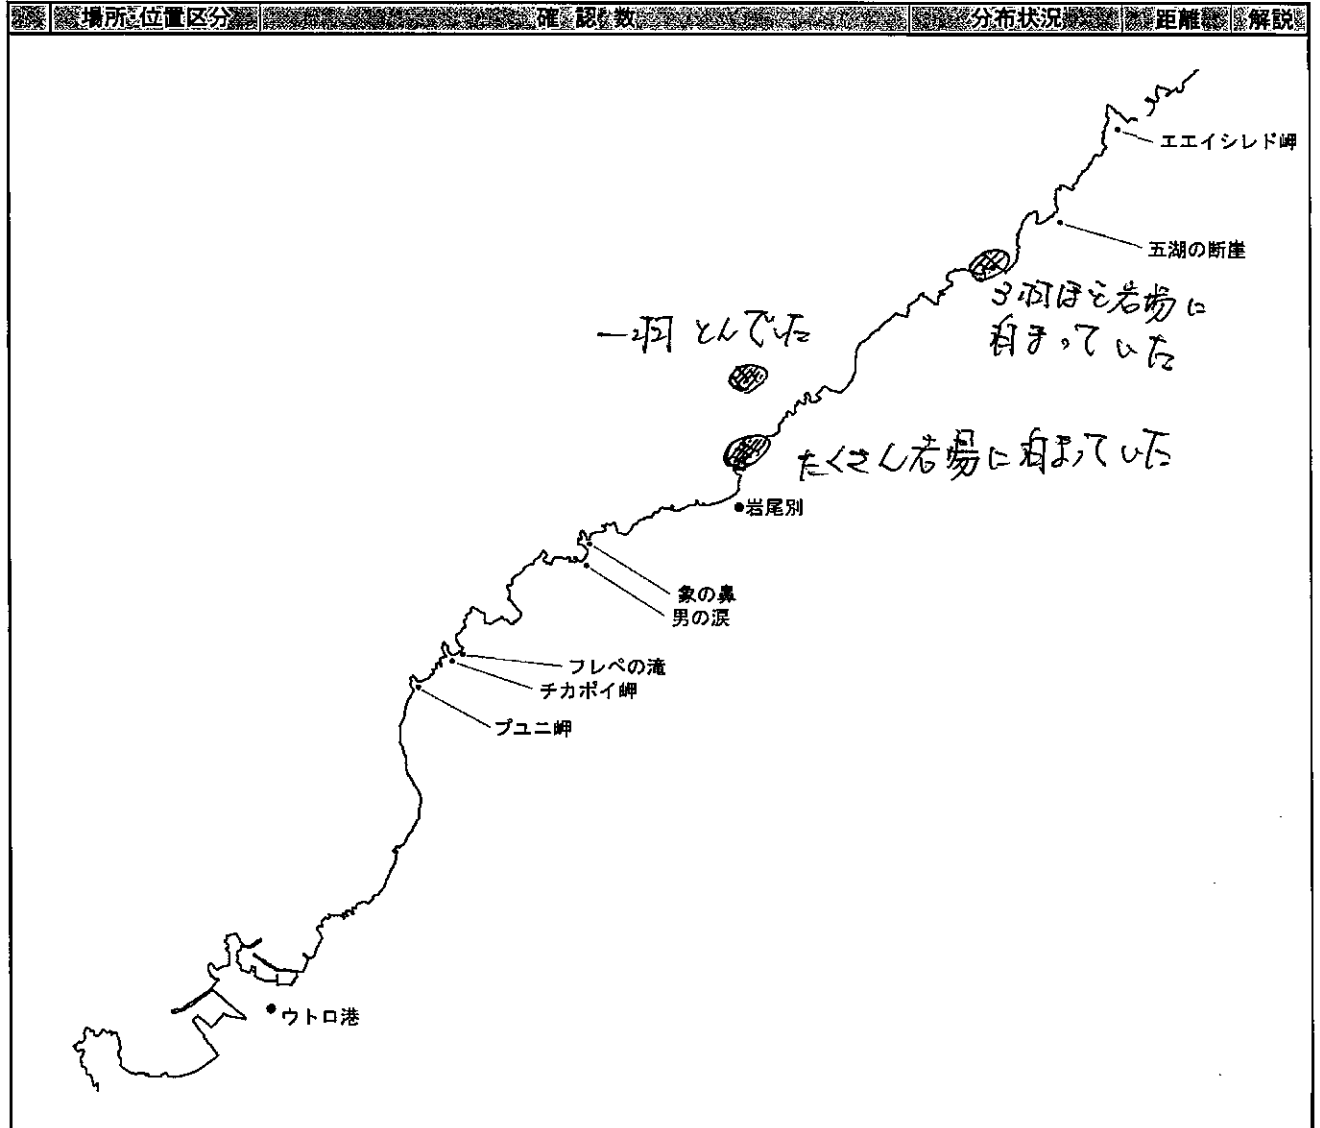 場所・位置区分 確認数 分布状況 距離 解説
エエイシレド岬
五湖の断崖
3羽ほど岩場に
泊まっていた
一羽 とんでいた
たくさん岩場に泊まっていた
岩尾別
象の鼻
男の涙
フレペの滝
チカポイ岬
プユニ岬
ウトロ港